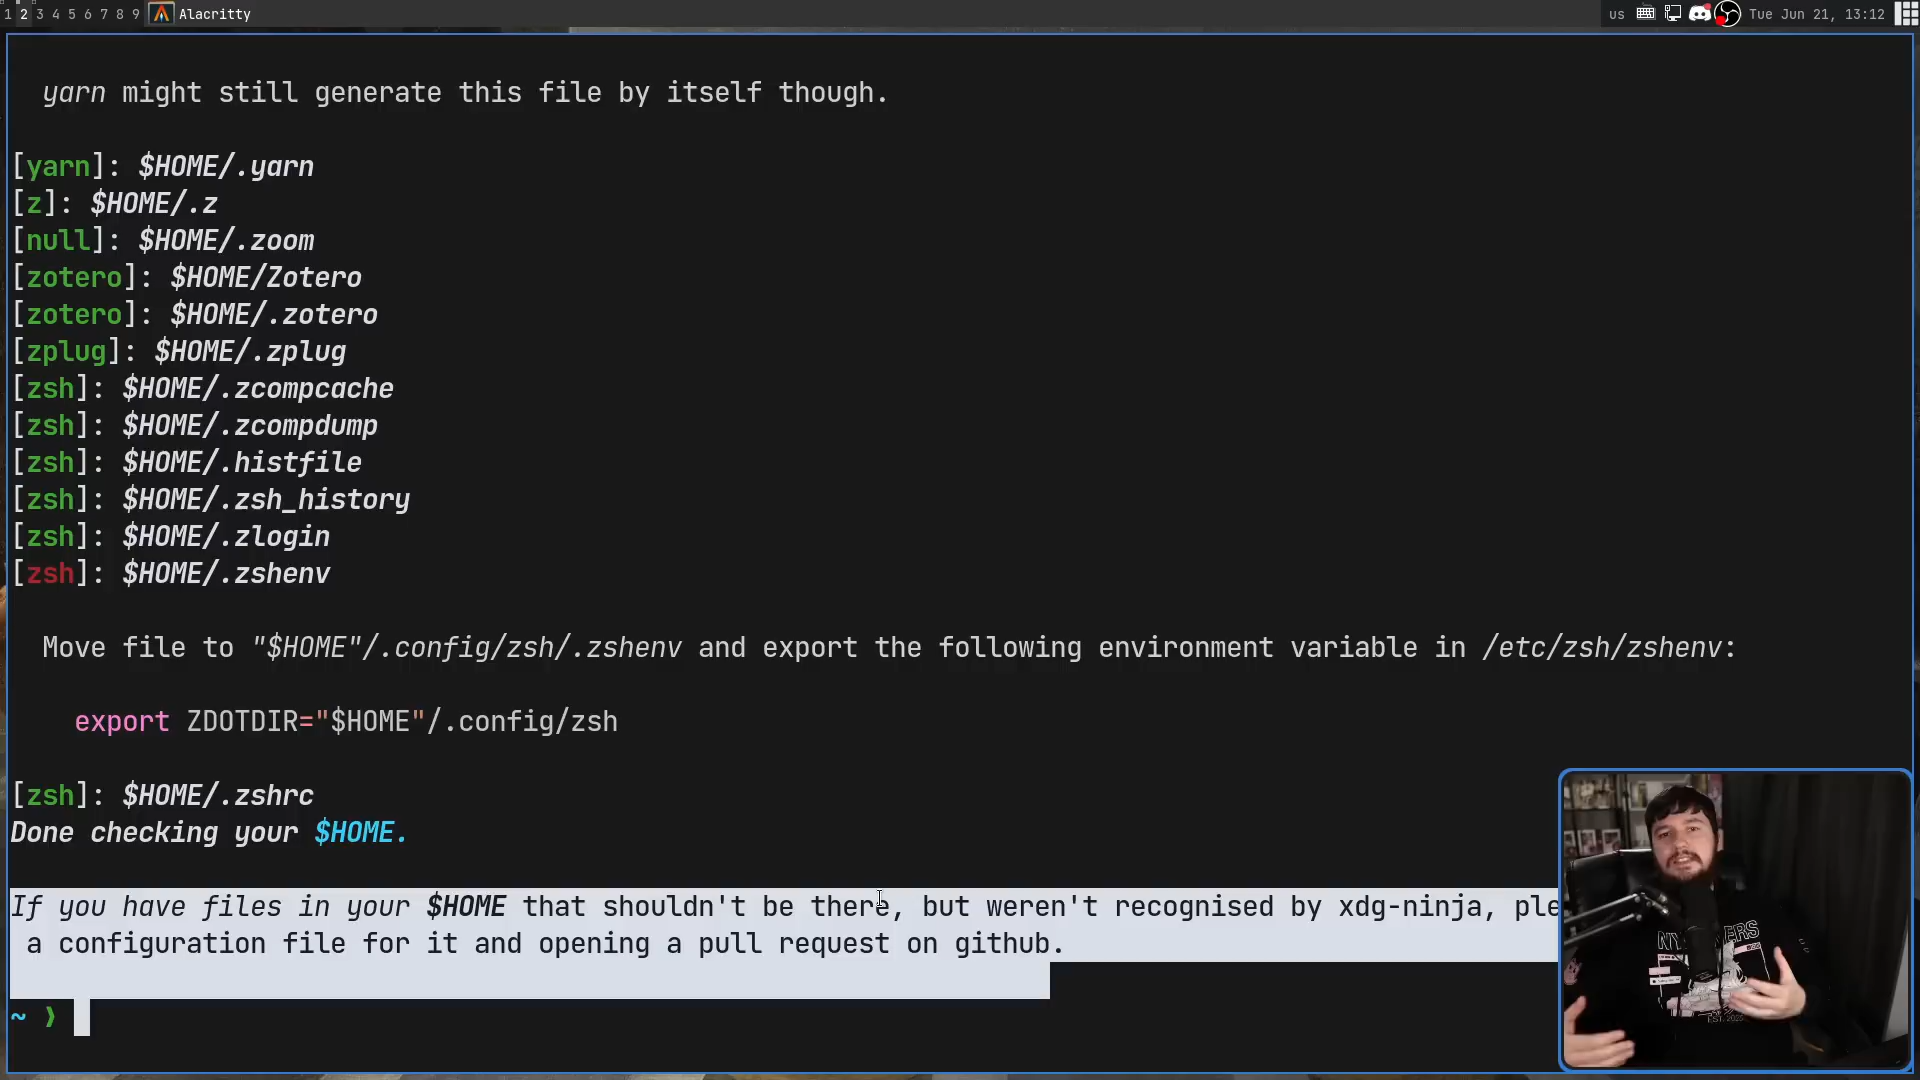 1 2 3 4 5 6 7 8 9 Alacritty us Tue Jun 21, 13:12
yarn might still generate this file by itself though.
[yarn]: $HOME/.yarn
[z]: $HOME/.z
[null]: $HOME/.zoom
[zotero]: $HOME/Zotero
[zotero]: $HOME/.zotero
[zplug]: $HOME/.zplug
[zsh]: $HOME/.zcompcache
[zsh]: $HOME/.zcompdump
[zsh]: $HOME/.histfile
[zsh]: $HOME/.zsh_history
[zsh]: $HOME/.zlogin
[zsh]: $HOME/.zshenv
Move file to "$HOME"/.config/zsh/.zshenv and export the following environment variable in /etc/zsh/zshenv:
export ZDOTDIR="$HOME"/.config/zsh
[zsh]: $HOME/.zshrc
Done checking your $HOME.
If you have files in your $HOME that shouldn't be there, but weren't recognised by xdg-ninja, ple
a configuration file for it and opening a pull request on github.
~ ❯